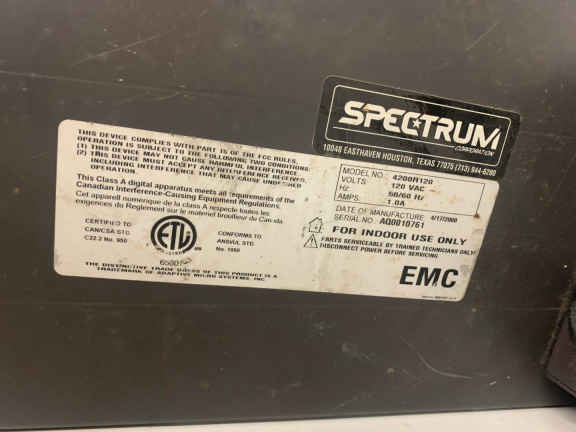 SPECTRUM
CORPORATION
10048 EASTHAVEN HOUSTON, TEXAS 77075 (713) 944-6200
THIS DEVICE COMPLIES WITH PART 15 OF THE FCC RULES.
OPERATION IS SUBJECT TO THE FOLLOWING TWO CONDITIONS:
(1) THIS DEVICE MAY NOT CAUSE HARMFUL INTERFERENCE,
(2) THIS DEVICE MUST ACCEPT ANY INTERFERENCE RECEIVED,
INCLUDING INTERFERENCE THAT MAY CAUSE UNDESIRED
OPERATION.
This Class A digital apparatus meets all requirements of the
Canadian Interference-Causing Equipment Regulations.
Cet appareil numérique de la class A respecte toutes les
exigences du Reglement sur le materiel brouilleur du Canada
CERTIFIED TO
CAN/CSA STD.
C22.2 No. 950
ETL
CONFORMS TO
ANSI/UL STD.
No. 1950
THE DISTINCTIVE TRADE DRESS OF THIS PRODUCT IS A
TRADEMARK OF ADAPTIVE MICRO SYSTEMS, INC.
MODEL NO. 4200R120
VOLTS: 120 VAC
Hz: 50/60 Hz
AMPS: 1.0A
DATE OF MANUFACTURE 4/17/2000
SERIAL NO AQ0010761
FOR INDOOR USE ONLY
PARTS SERVICEABLE BY TRAINED TECHNICIANS ONLY
DISCONNECT POWER BEFORE SERVICING
EMC